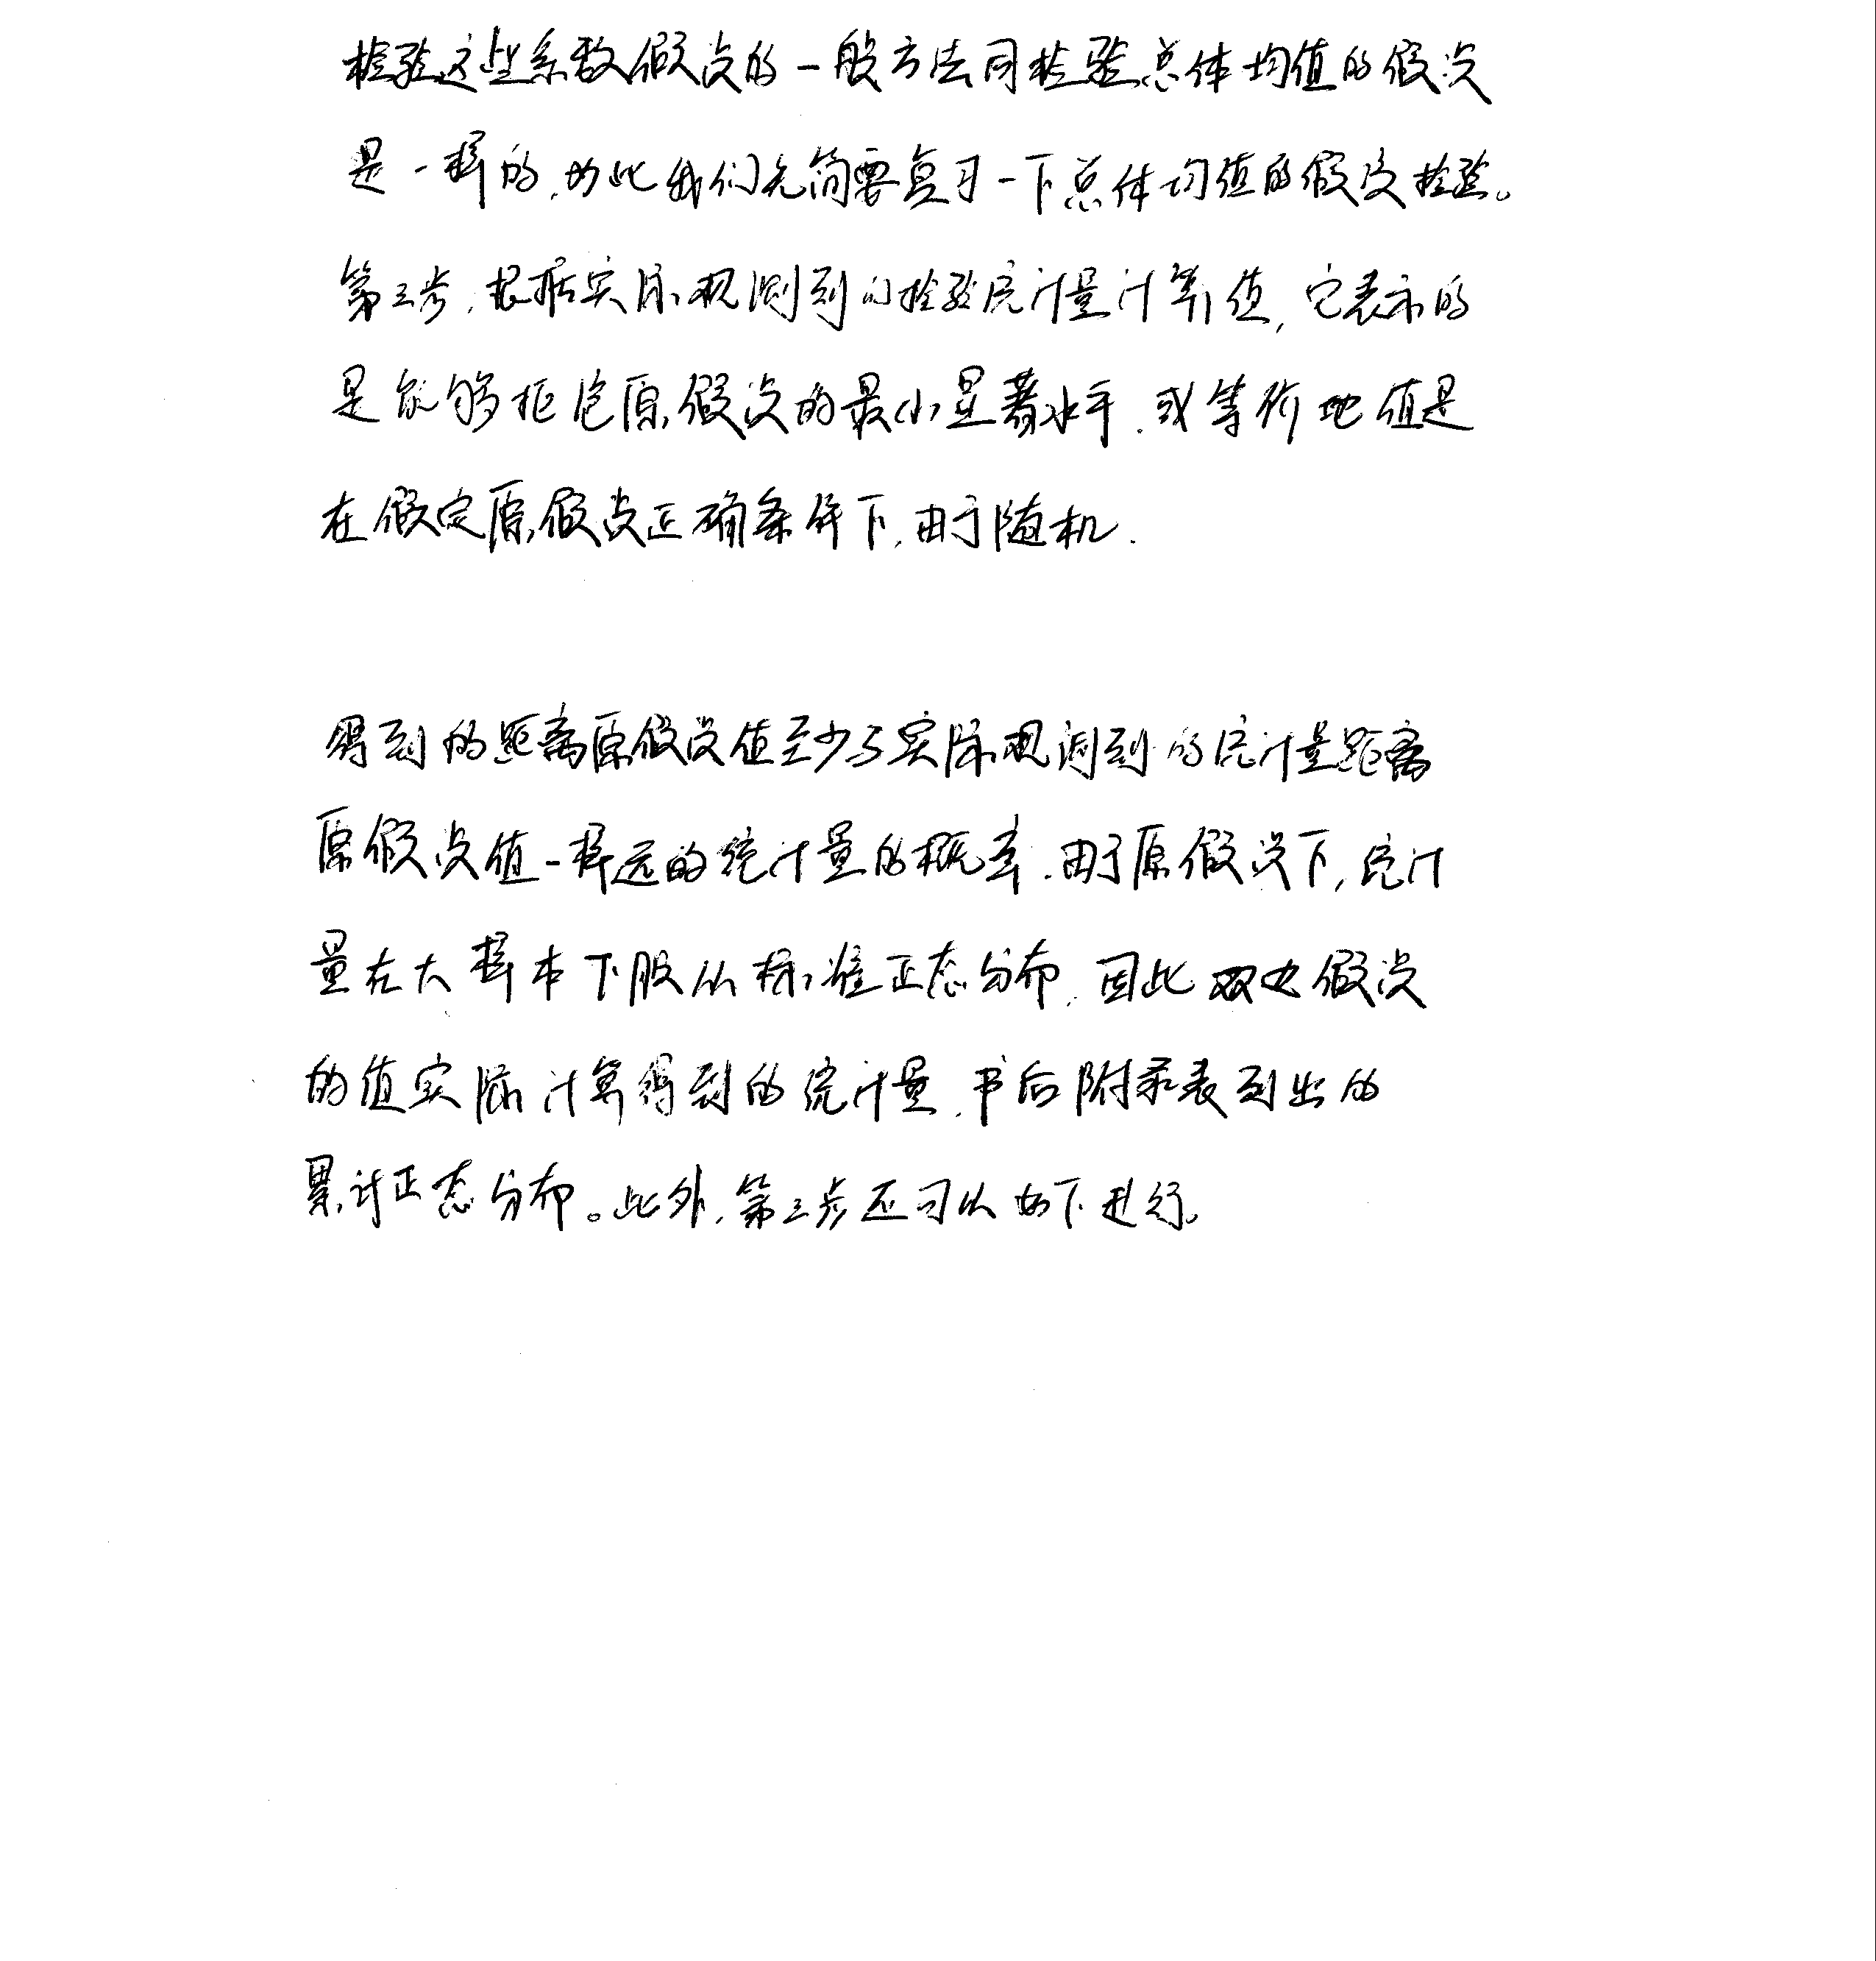 检验这些系数假设的一般方法同检验总体均值的假设
是一样的,为此我们先简要复习一下总体均值的假设检验。
第三步,根据实际观测到的检验统计量计算值,它表示的
是能够拒绝原假设的最小显著水平.或等价地值是
在假定原假设正确条件下,由于随机.
得到的距离原假设值至少与实际观测到的统计量距离
原假设值一样远的统计量的概率.由于原假设下,统计
量在大样本下服从标准正态分布,因此双边假设
的值实际计算得到的统计量,书后附录表列出的
累计正态分布。此外,第三步还可以如下进行。